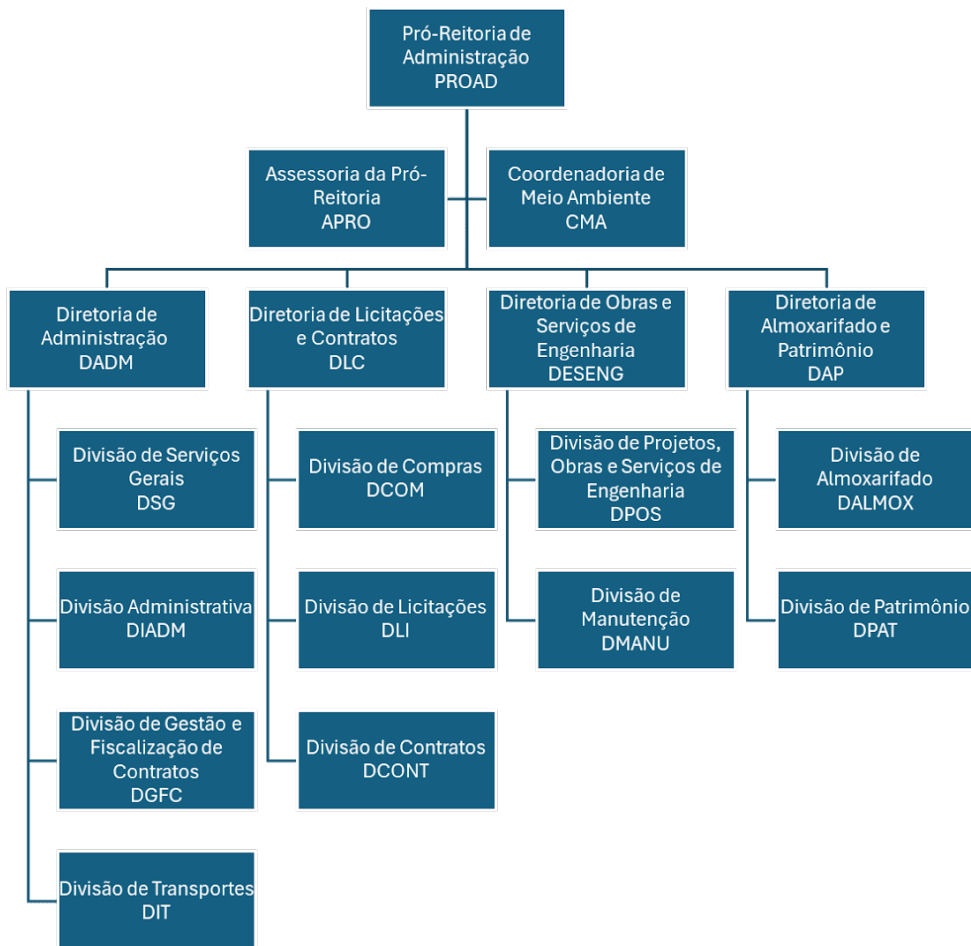 Pró-Reitoria de
Administração
PROAD
Assessoria da Pró-
Reitoria
APRO
Coordenadoria de
Meio Ambiente
CMA
Diretoria de
Administração
DADM
Diretoria de Licitações
e Contratos
DLC
Diretoria de Obras e
Serviços de
Engenharia
DESENG
Diretoria de
Almoxarifado e
Patrimônio
DAP
Divisão de Serviços
Gerais
DSG
Divisão de Compras
DCOM
Divisão de Projetos,
Obras e Serviços de
Engenharia
DPOS
Divisão de
Almoxarifado
DALMOX
Divisão Administrativa
DIADM
Divisão de Licitações
DLI
Divisão de
Manutenção
DMANU
Divisão de Patrimônio
DPAT
Divisão de Gestão e
Fiscalização de
Contratos
DGFC
Divisão de Contratos
DCONT
Divisão de Transportes
DIT